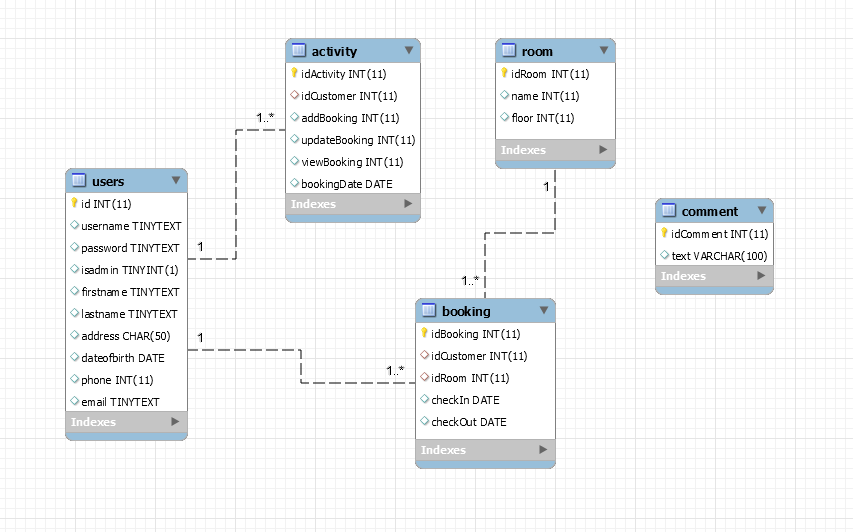 activity
idActivity INT(11)
idCustomer INT(11)
addBooking INT(11)
updateBooking INT(11)
viewBooking INT(11)
bookingDate DATE
Indexes
room
idRoom INT(11)
name INT(11)
floor INT(11)
Indexes
1..*
1
users
id INT(11)
username TINYTEXT
password TINYTEXT
isadmin TINYINT(1)
firstname TINYTEXT
lastname TINYTEXT
address CHAR(50)
dateofbirth DATE
phone INT(11)
email TINYTEXT
Indexes
1
1
1..*
1..*
comment
idComment INT(11)
text VARCHAR(100)
Indexes
booking
idBooking INT(11)
idCustomer INT(11)
idRoom INT(11)
checkIn DATE
checkOut DATE
Indexes